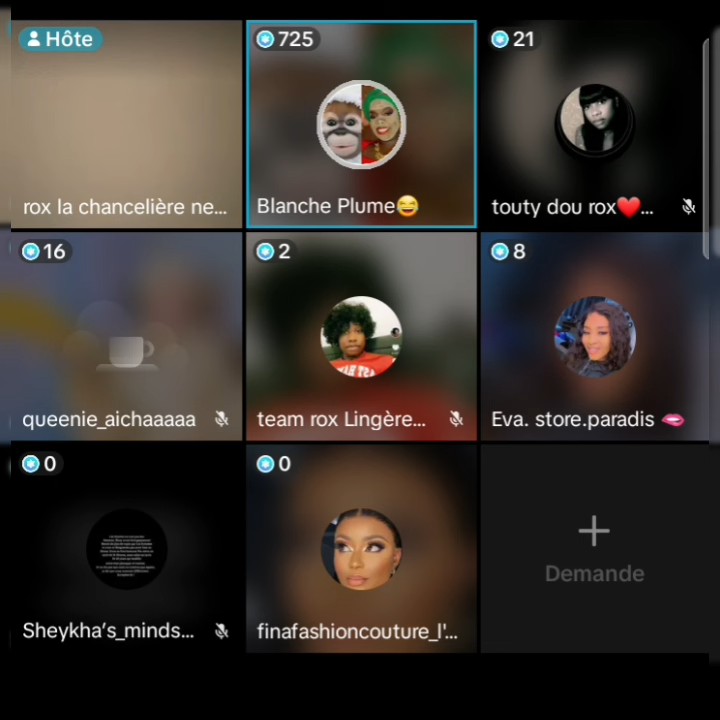 Hôte
725
21
rox la chancelière ne...
Blanche Plume😂
touty dou rox❤️...
16
2
8
queenie_aichaaaaa
team rox Lingère...
Eva. store.paradis 🫦
0
0
Sheykha's_minds...
finafashioncouture_l'...
+
Demande